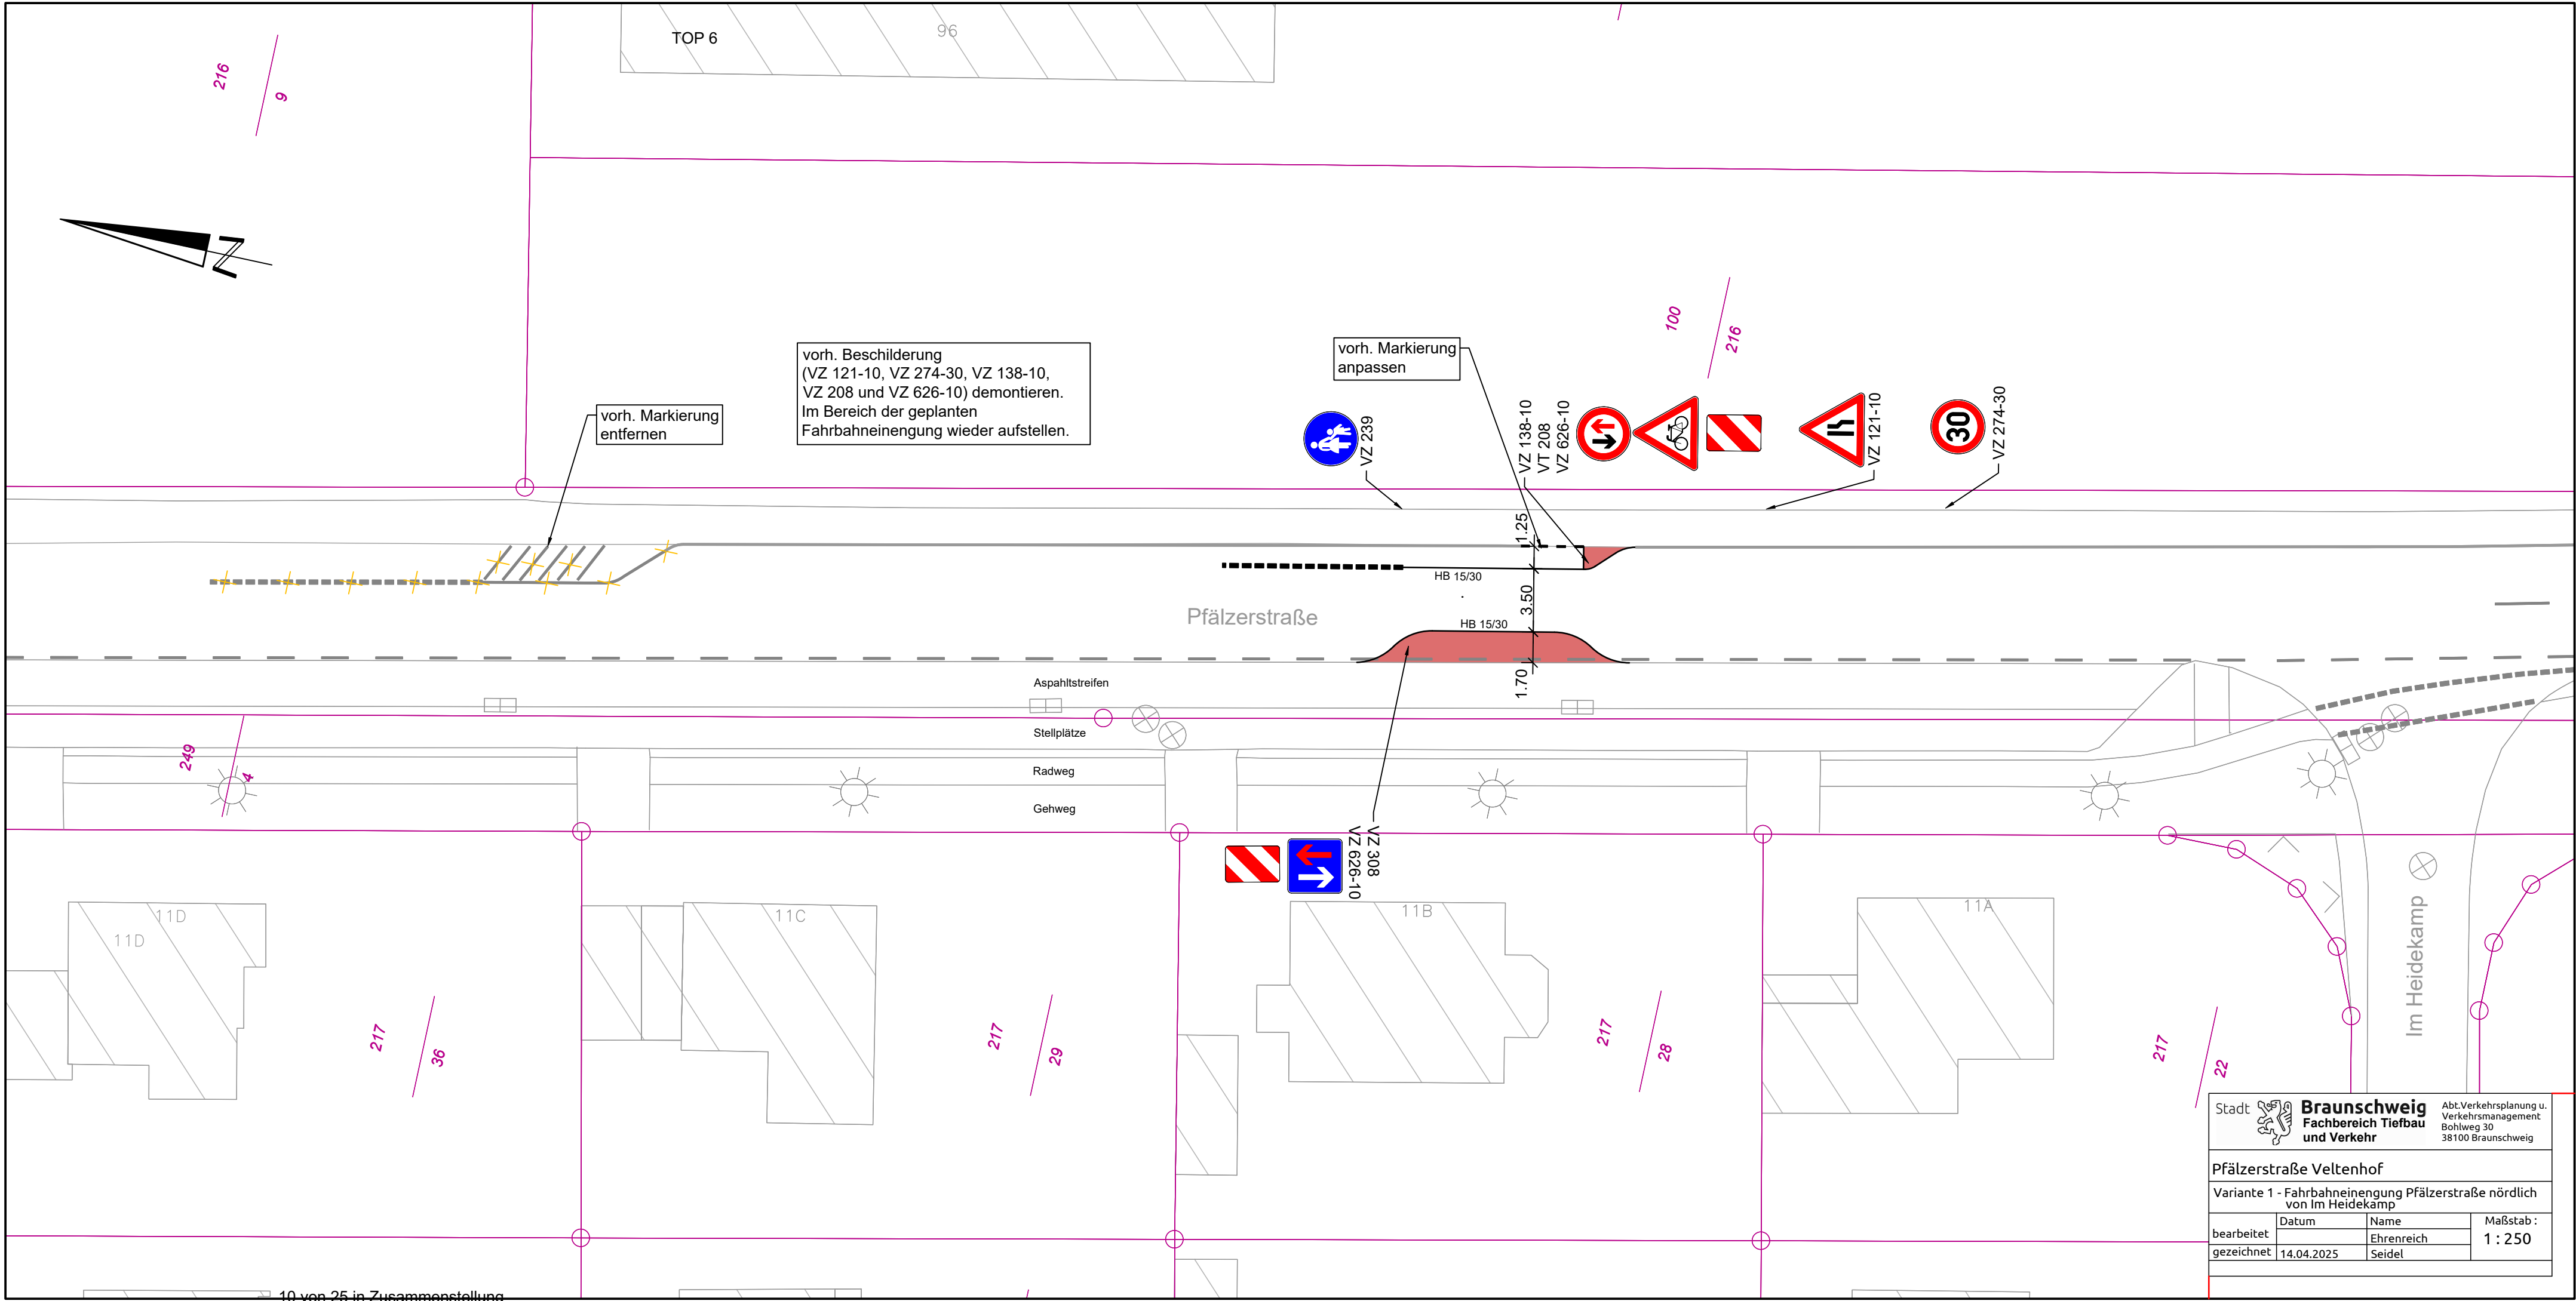 TOP 6
96
216
9
N
100
216
vorh. Beschilderung
(VZ 121-10, VZ 274-30, VZ 138-10,
VZ 208 und VZ 626-10) demontieren.
Im Bereich der geplanten
Fahrbahneinengung wieder aufstellen.
vorh. Markierung
anpassen
vorh. Markierung
entfernen
VZ 239
VZ 138-10
VT 208
VZ 626-10
VZ 121-10
30
VZ 274-30
1.25
HB 15/30
3.50
Pfälzerstraße
HB 15/30
1.70
Aspahltstreifen
Stellplätze
Radweg
Gehweg
249
4
VZ 308
VZ 626-10
11D
11D
11C
11B
11A
Im Heidekamp
217
36
217
29
217
28
217
22
Stadt Braunschweig
Fachbereich Tiefbau
und Verkehr
Abt.Verkehrsplanung u.
Verkehrsmanagement
Bohlweg 30
38100 Braunschweig
Pfälzerstraße Veltenhof
Variante 1 - Fahrbahneinengung Pfälzerstraße nördlich
von Im Heidekamp
Datum Name Maßstab :
bearbeitet Ehrenreich 1 : 250
gezeichnet 14.04.2025 Seidel
10 von 25 in Zusammenstellung